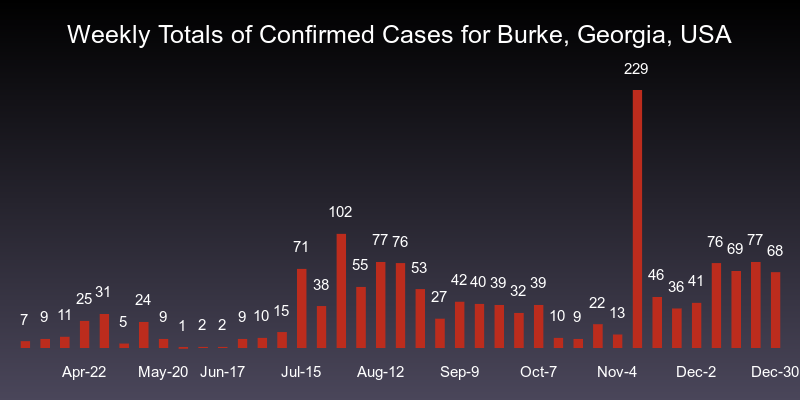 Weekly Totals of Confirmed Cases for Burke, Georgia, USA
7 9 11 25 31 5 24 9 1 2 2 9 10 15 71 38 102 55 77 76 53 27 42 40 39 32 39 10 9 22 13 229 46 36 41 76 69 77 68
Apr-22 May-20 Jun-17 Jul-15 Aug-12 Sep-9 Oct-7 Nov-4 Dec-2 Dec-30